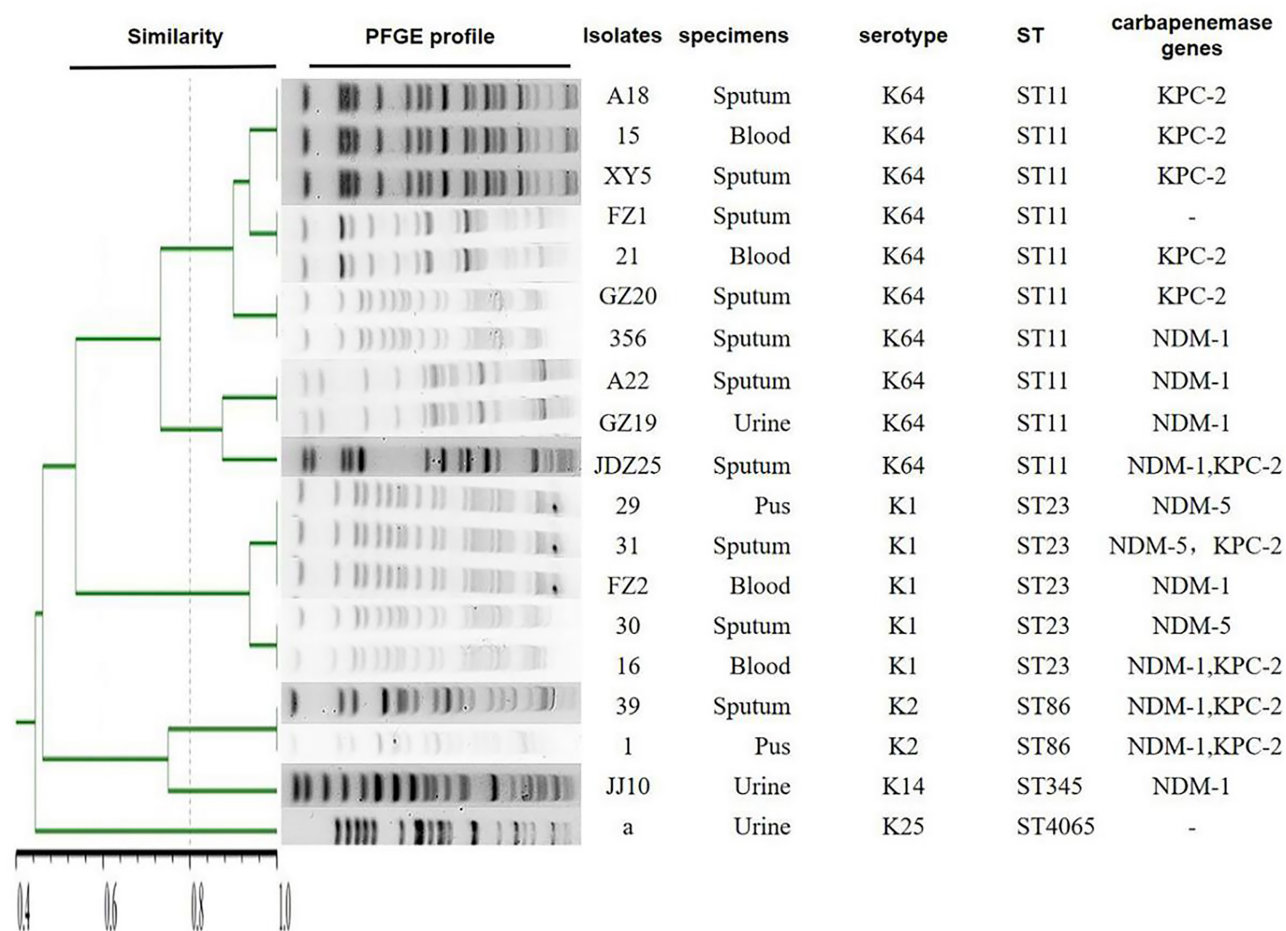 Similarity PFGE profile Isolates specimens serotype ST carbapenemase genes
A18 Sputum K64 ST11 KPC-2
15 Blood K64 ST11 KPC-2
XY5 Sputum K64 ST11 KPC-2
FZ1 Sputum K64 ST11 -
21 Blood K64 ST11 KPC-2
GZ20 Sputum K64 ST11 KPC-2
356 Sputum K64 ST11 NDM-1
A22 Sputum K64 ST11 NDM-1
GZ19 Urine K64 ST11 NDM-1
JDZ25 Sputum K64 ST11 NDM-1,KPC-2
29 Pus K1 ST23 NDM-5
31 Sputum K1 ST23 NDM-5，KPC-2
FZ2 Blood K1 ST23 NDM-1
30 Sputum K1 ST23 NDM-5
16 Blood K1 ST23 NDM-1,KPC-2
39 Sputum K2 ST86 NDM-1,KPC-2
1 Pus K2 ST86 NDM-1,KPC-2
JJ10 Urine K14 ST345 NDM-1
a Urine K25 ST4065 -
0.4 0.6 0.8 1.0